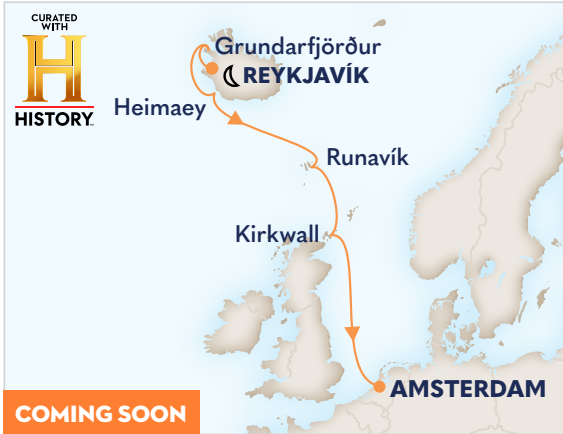 CURATED
WITH
H
HISTORY
Grundarfjörður
REYKJAVÍK
Heimaey
Runavík
Kirkwall
AMSTERDAM
COMING SOON